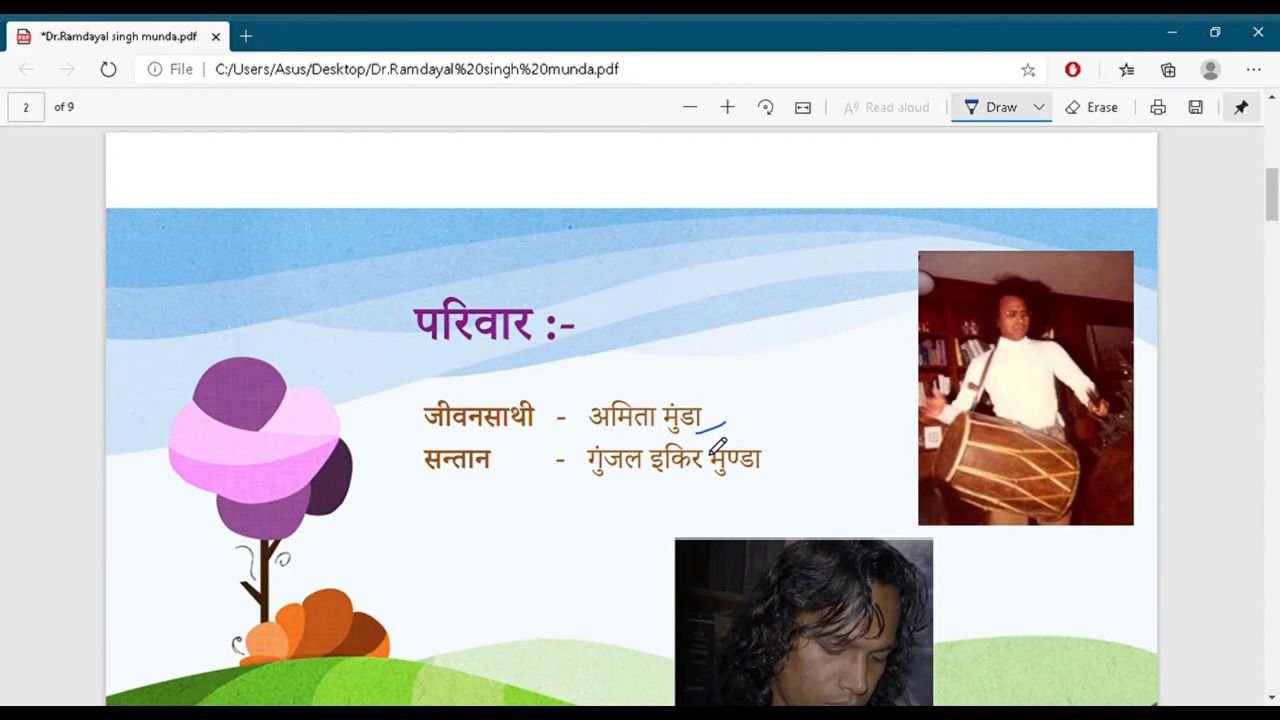 *Dr.Ramdayal singh munda.pdf
File C:/Users/Asus/Desktop/Dr.Ramdayal%20singh%20munda.pdf
2 of 9 Read aloud Draw Erase
परिवार :-
जीवनसाथी - अमिता मुंडा
सन्तान - गुंजल इकिर मुण्डा